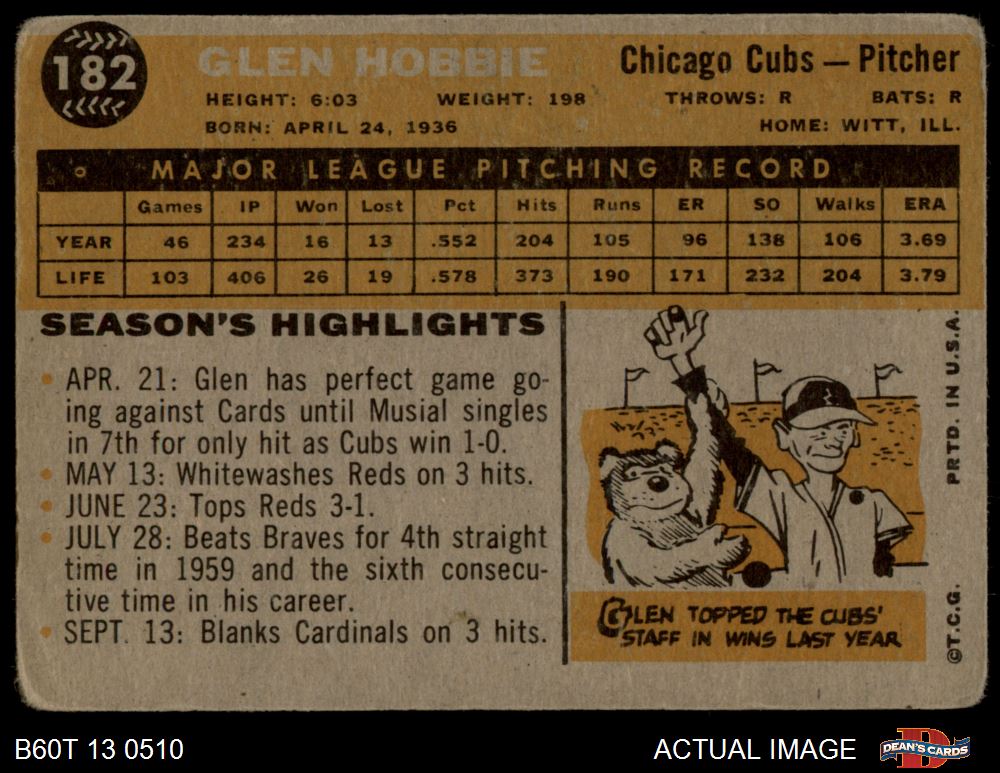 182
GLEN HOBBIE
Chicago Cubs — Pitcher
HEIGHT: 6:03 WEIGHT: 198 THROWS: R BATS: R
BORN: APRIL 24, 1936 HOME: WITT, ILL.
MAJOR LEAGUE PITCHING RECORD
Games IP Won Lost Pct Hits Runs ER SO Walks ERA
YEAR 46 234 16 13 .552 204 105 96 138 106 3.69
LIFE 103 406 26 19 .578 373 190 171 232 204 3.79
SEASON'S HIGHLIGHTS
• APR. 21: Glen has perfect game go-
ing against Cards until Musial singles
in 7th for only hit as Cubs win 1-0.
• MAY 13: Whitewashes Reds on 3 hits.
• JUNE 23: Tops Reds 3-1.
• JULY 28: Beats Braves for 4th straight
time in 1959 and the sixth consecu-
tive time in his career.
• SEPT. 13: Blanks Cardinals on 3 hits.
GLEN TOPPED THE CUBS'
STAFF IN WINS LAST YEAR
©T.C.G. PRTD. IN U.S.A.
B60T 13 0510
ACTUAL IMAGE
DEAN'S CARDS